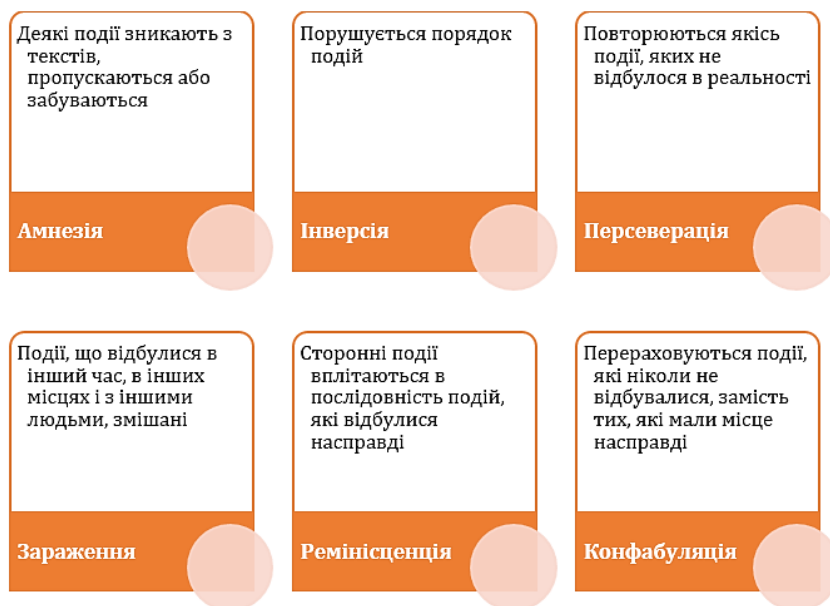 Деякі події зникають з
текстів,
пропускаються або
забуваються
Амнезія
Порушується порядок
подій
Інверсія
Повторюються якісь
події, яких не
відбулося в реальності
Персеверація
Події, що відбулися в
інший час, в інших
місцях і з іншими
людьми, змішані
Зараження
Сторонні події
вплітаються в
послідовність подій,
які відбулися
насправді
Ремінісценція
Перераховуються події,
які ніколи не
відбувалися, замість
тих, які мали місце
насправді
Конфабуляція